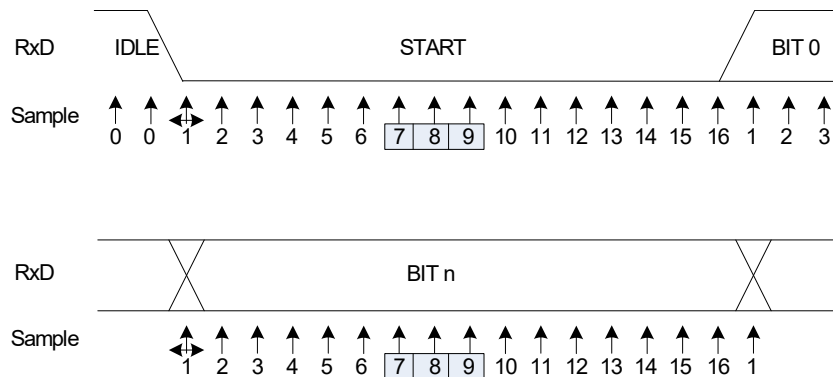 RxD IDLE START BIT 0
Sample
0 0 1 2 3 4 5 6 7 8 9 10 11 12 13 14 15 16 1 2 3
RxD BIT n
Sample
1 2 3 4 5 6 7 8 9 10 11 12 13 14 15 16 1